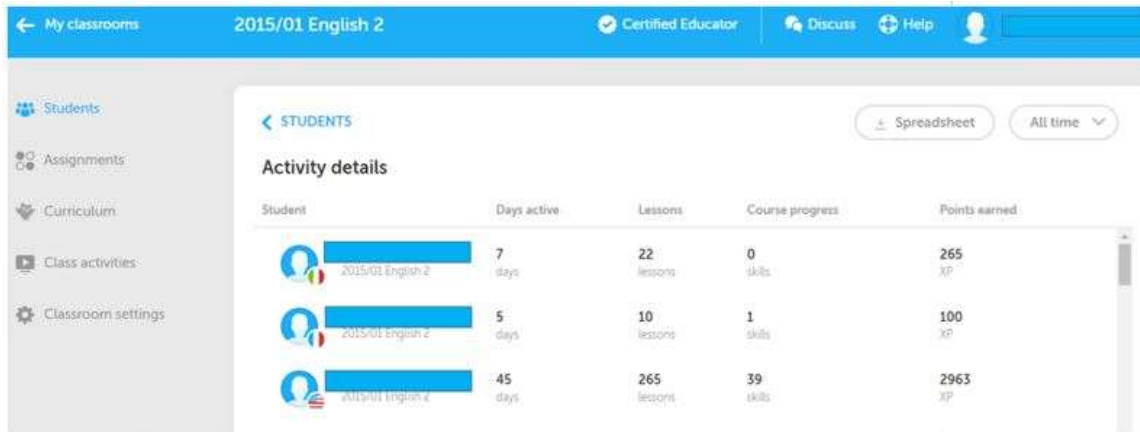 My classrooms 2015/01 English 2 Certified Educator Discuss Help
Students
Assignments
Curriculum
Class activities
Classroom settings
STUDENTS Spreadsheet All time
Activity details
Student Days active Lessons Course progress Points earned
7 22 0 265
2015/01 English 2 days lessons skills XP
5 10 1 100
2015/01 English 2 days lessons skills XP
45 265 39 2963
2015/01 English 2 days lessons skills XP